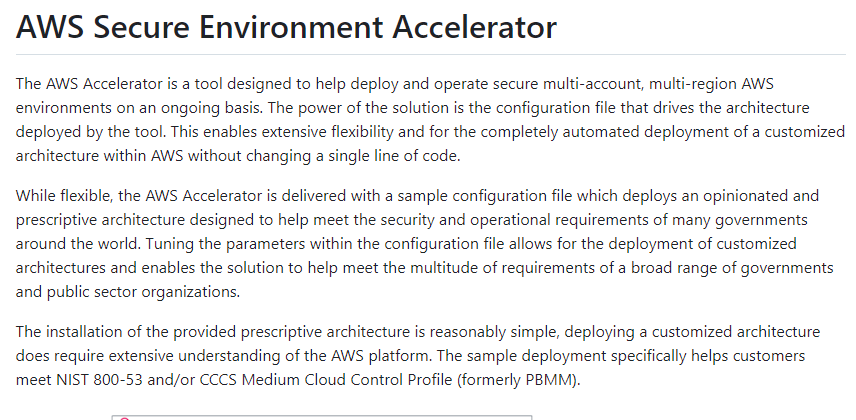 AWS Secure Environment Accelerator
The AWS Accelerator is a tool designed to help deploy and operate secure multi-account, multi-region AWS
environments on an ongoing basis. The power of the solution is the configuration file that drives the architecture
deployed by the tool. This enables extensive flexibility and for the completely automated deployment of a customized
architecture within AWS without changing a single line of code.
While flexible, the AWS Accelerator is delivered with a sample configuration file which deploys an opinionated and
prescriptive architecture designed to help meet the security and operational requirements of many governments
around the world. Tuning the parameters within the configuration file allows for the deployment of customized
architectures and enables the solution to help meet the multitude of requirements of a broad range of governments
and public sector organizations.
The installation of the provided prescriptive architecture is reasonably simple, deploying a customized architecture
does require extensive understanding of the AWS platform. The sample deployment specifically helps customers
meet NIST 800-53 and/or CCCS Medium Cloud Control Profile (formerly PBMM).